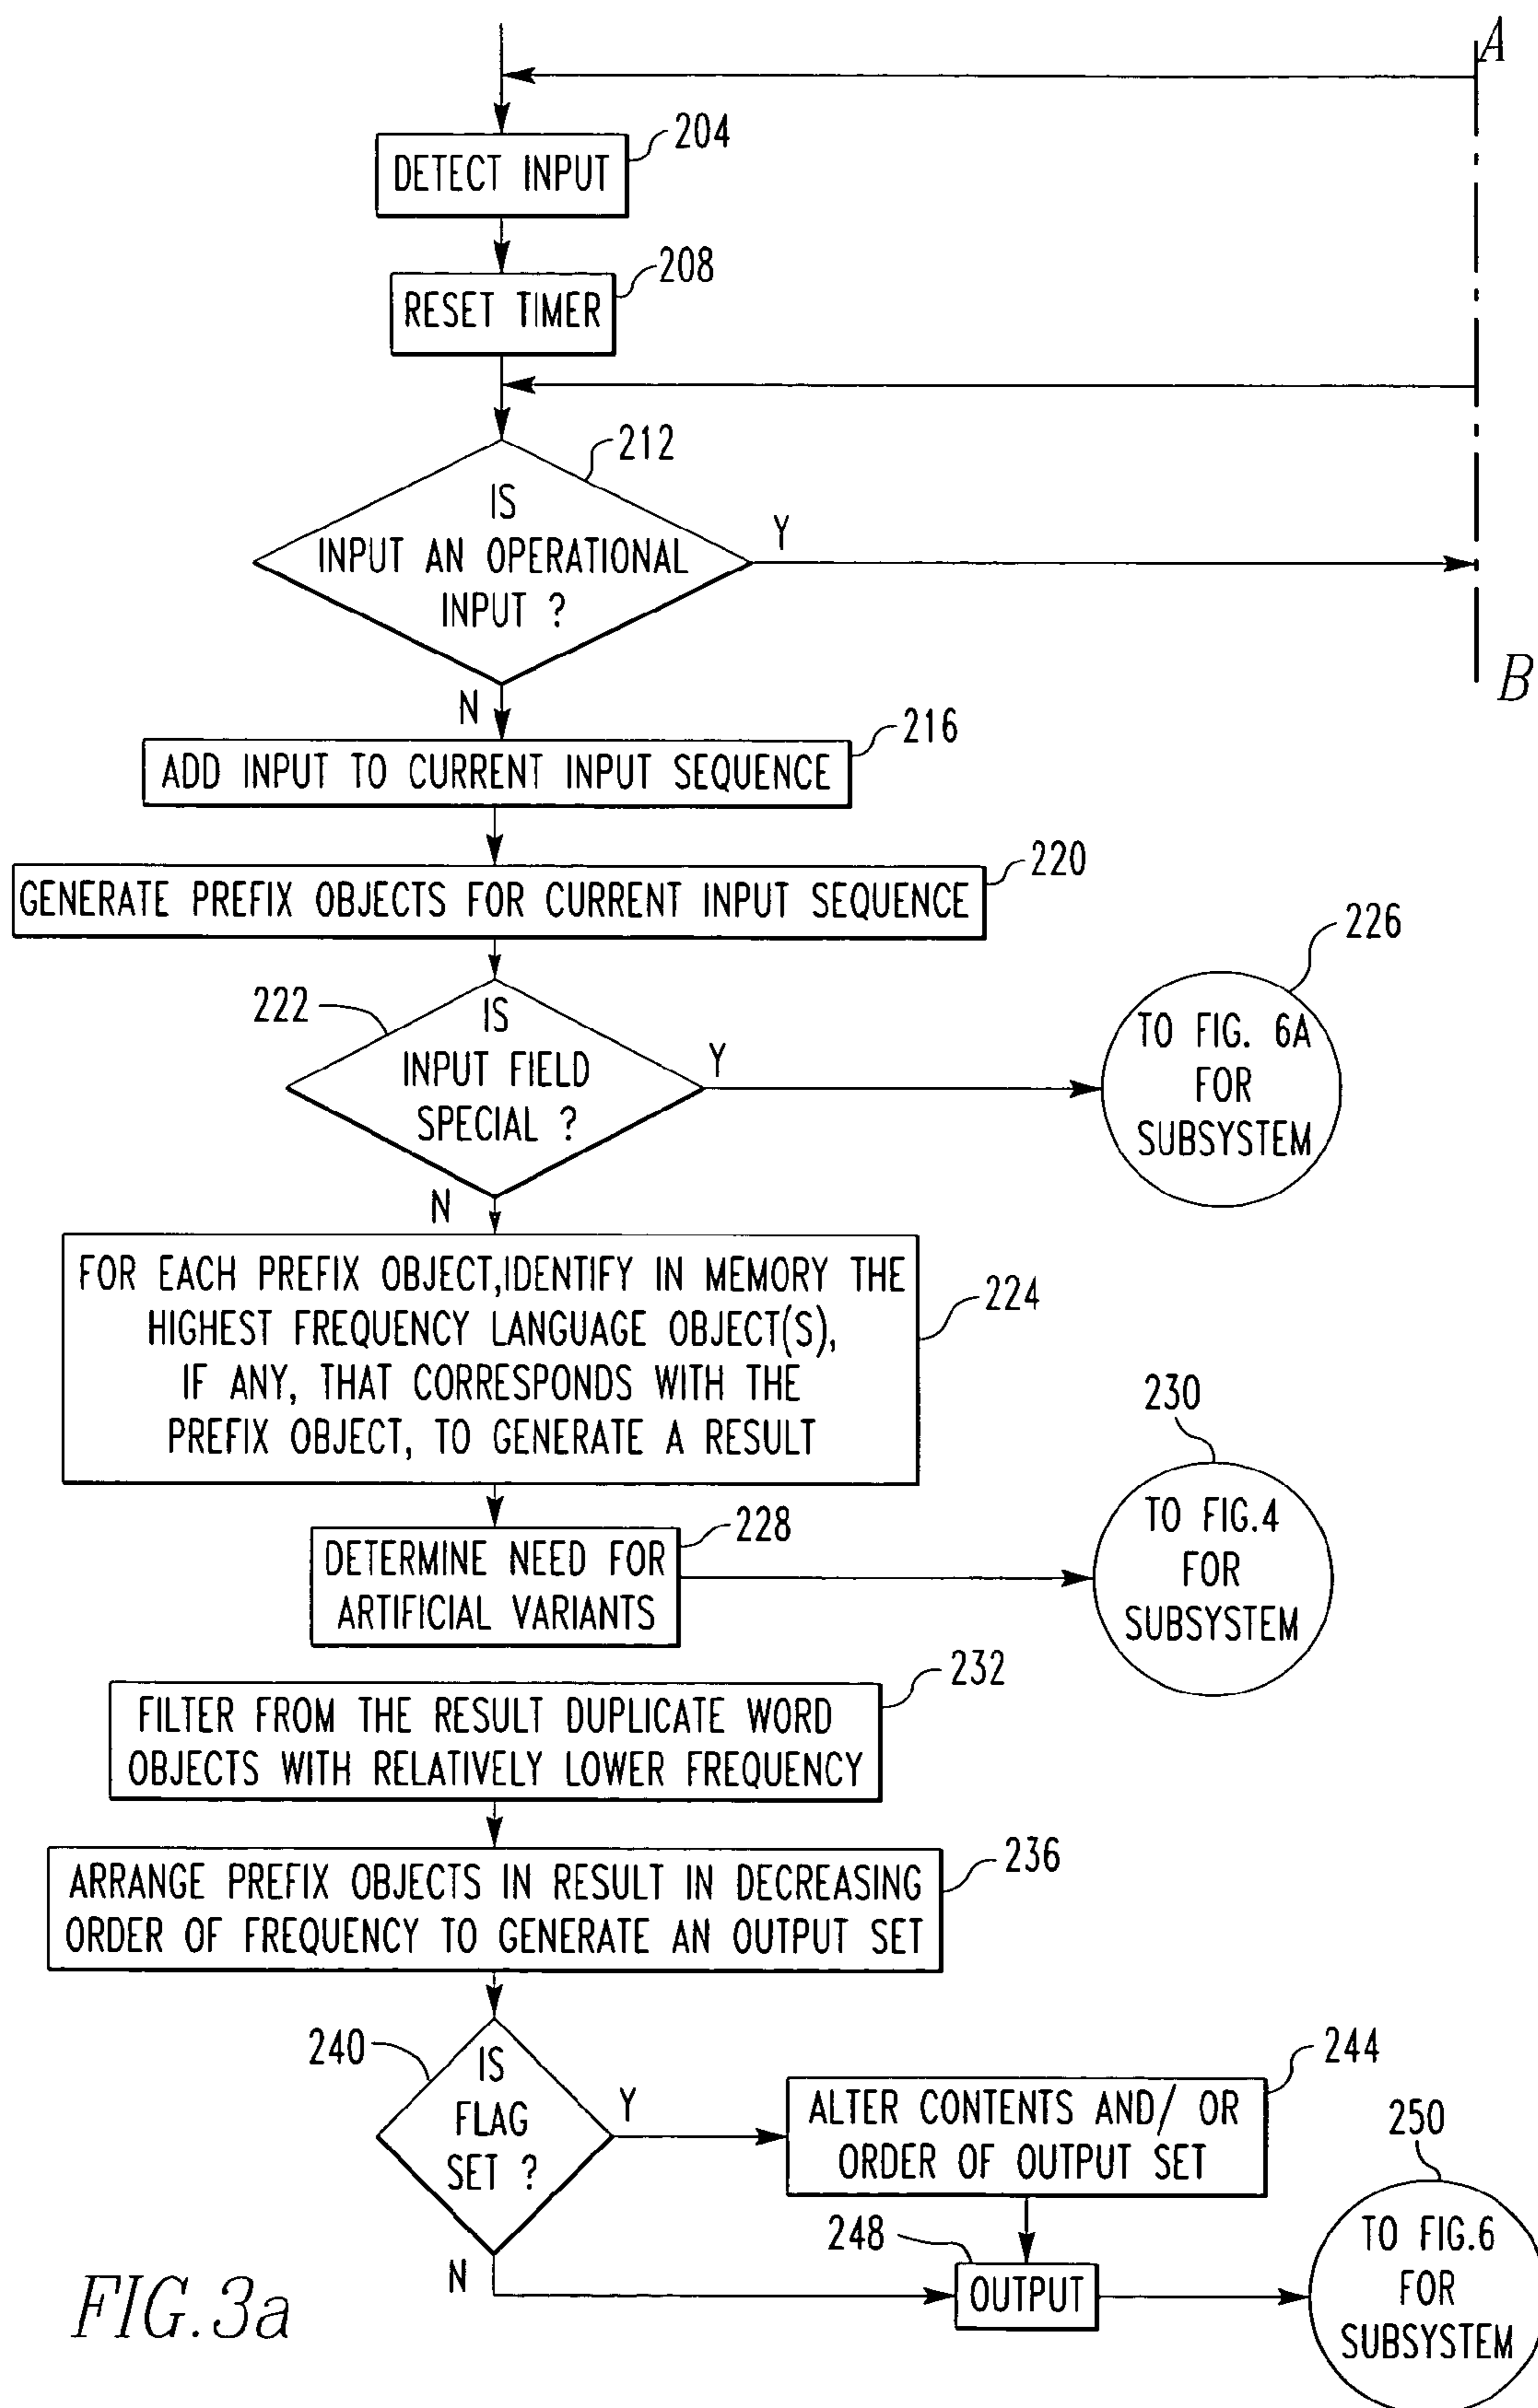 A
204
DETECT INPUT
208
RESET TIMER
212
IS
INPUT AN OPERATIONAL
INPUT ?
Y
N
B
216
ADD INPUT TO CURRENT INPUT SEQUENCE
220
GENERATE PREFIX OBJECTS FOR CURRENT INPUT SEQUENCE
222
IS
INPUT FIELD
SPECIAL ?
Y
N
226
TO FIG. 6A
FOR
SUBSYSTEM
FOR EACH PREFIX OBJECT,IDENTIFY IN MEMORY THE
HIGHEST FREQUENCY LANGUAGE OBJECT(S),
IF ANY, THAT CORRESPONDS WITH THE
PREFIX OBJECT, TO GENERATE A RESULT
224
228
DETERMINE NEED FOR
ARTIFICIAL VARIANTS
230
TO FIG.4
FOR
SUBSYSTEM
232
FILTER FROM THE RESULT DUPLICATE WORD
OBJECTS WITH RELATIVELY LOWER FREQUENCY
236
ARRANGE PREFIX OBJECTS IN RESULT IN DECREASING
ORDER OF FREQUENCY TO GENERATE AN OUTPUT SET
240
IS
FLAG
SET ?
Y
N
244
ALTER CONTENTS AND/ OR
ORDER OF OUTPUT SET
248
OUTPUT
250
TO FIG.6
FOR
SUBSYSTEM
FIG.3a